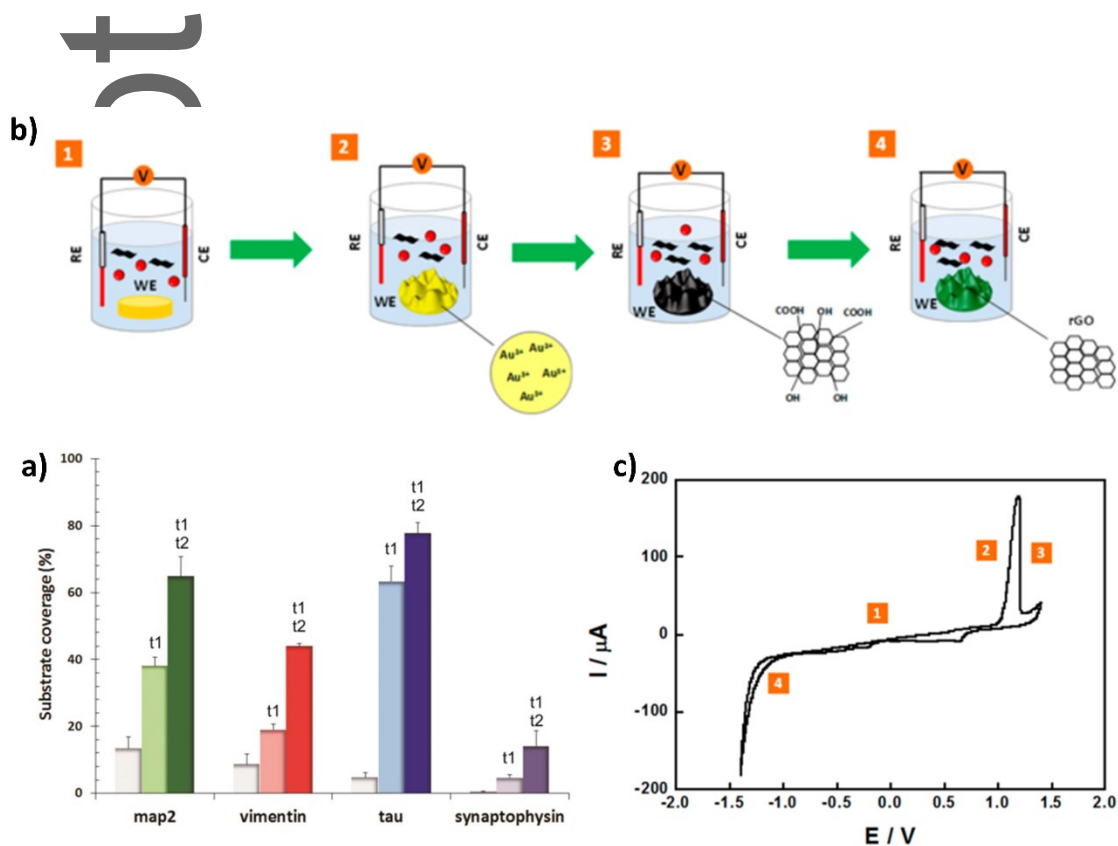 ot
b)
1
2
3
4
V
V
V
V
RE
WE
CE
RE
WE
CE
RE
WE
CE
RE
WE
CE
Au³⁺ Au³⁺
Au³⁺ Au³⁺
Au³⁺
COOH OH COOH
OH OH
rGO
a)
Substrate coverage (%)
100
80
60
40
20
0
t1
t1
t2
t1
t1
t2
t1
t1
t2
t1
t1
t2
map2 vimentin tau synaptophysin
c)
I / µA
200
100
0
-100
-200
1
2
3
4
-2.0 -1.5 -1.0 -0.5 0.0 0.5 1.0 1.5 2.0
E / V